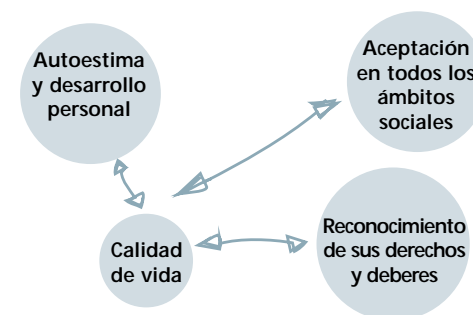 Autoestima
y desarrollo
personal
Aceptación
en todos los
ámbitos
sociales
Calidad
de vida
Reconocimiento
de sus derechos
y deberes